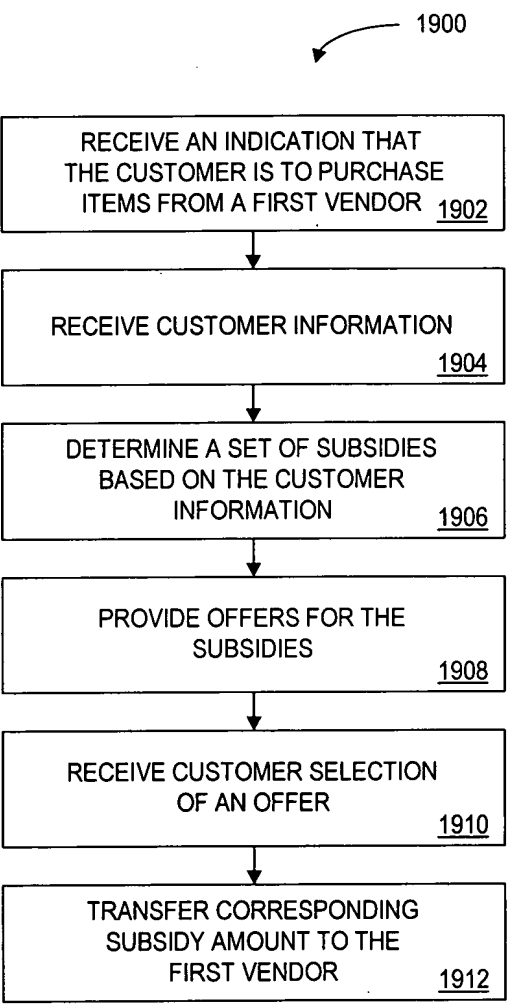 1900
RECEIVE AN INDICATION THAT
THE CUSTOMER IS TO PURCHASE
ITEMS FROM A FIRST VENDOR 1902
RECEIVE CUSTOMER INFORMATION
1904
DETERMINE A SET OF SUBSIDIES
BASED ON THE CUSTOMER
INFORMATION 1906
PROVIDE OFFERS FOR THE
SUBSIDIES
1908
RECEIVE CUSTOMER SELECTION
OF AN OFFER
1910
TRANSFER CORRESPONDING
SUBSIDY AMOUNT TO THE
FIRST VENDOR 1912